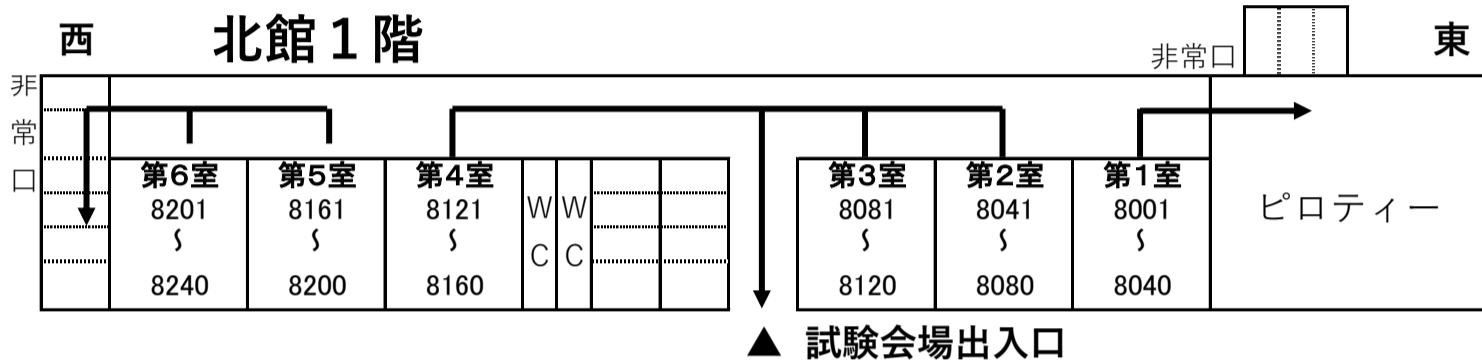 西 北館1階 非常口 東
非常口
第6室
8201
~
8240
第5室
8161
~
8200
第4室
8121
~
8160
WC
WC
第3室
8081
~
8120
第2室
8041
~
8080
第1室
8001
~
8040
ピロティー
▲ 試験会場出入口